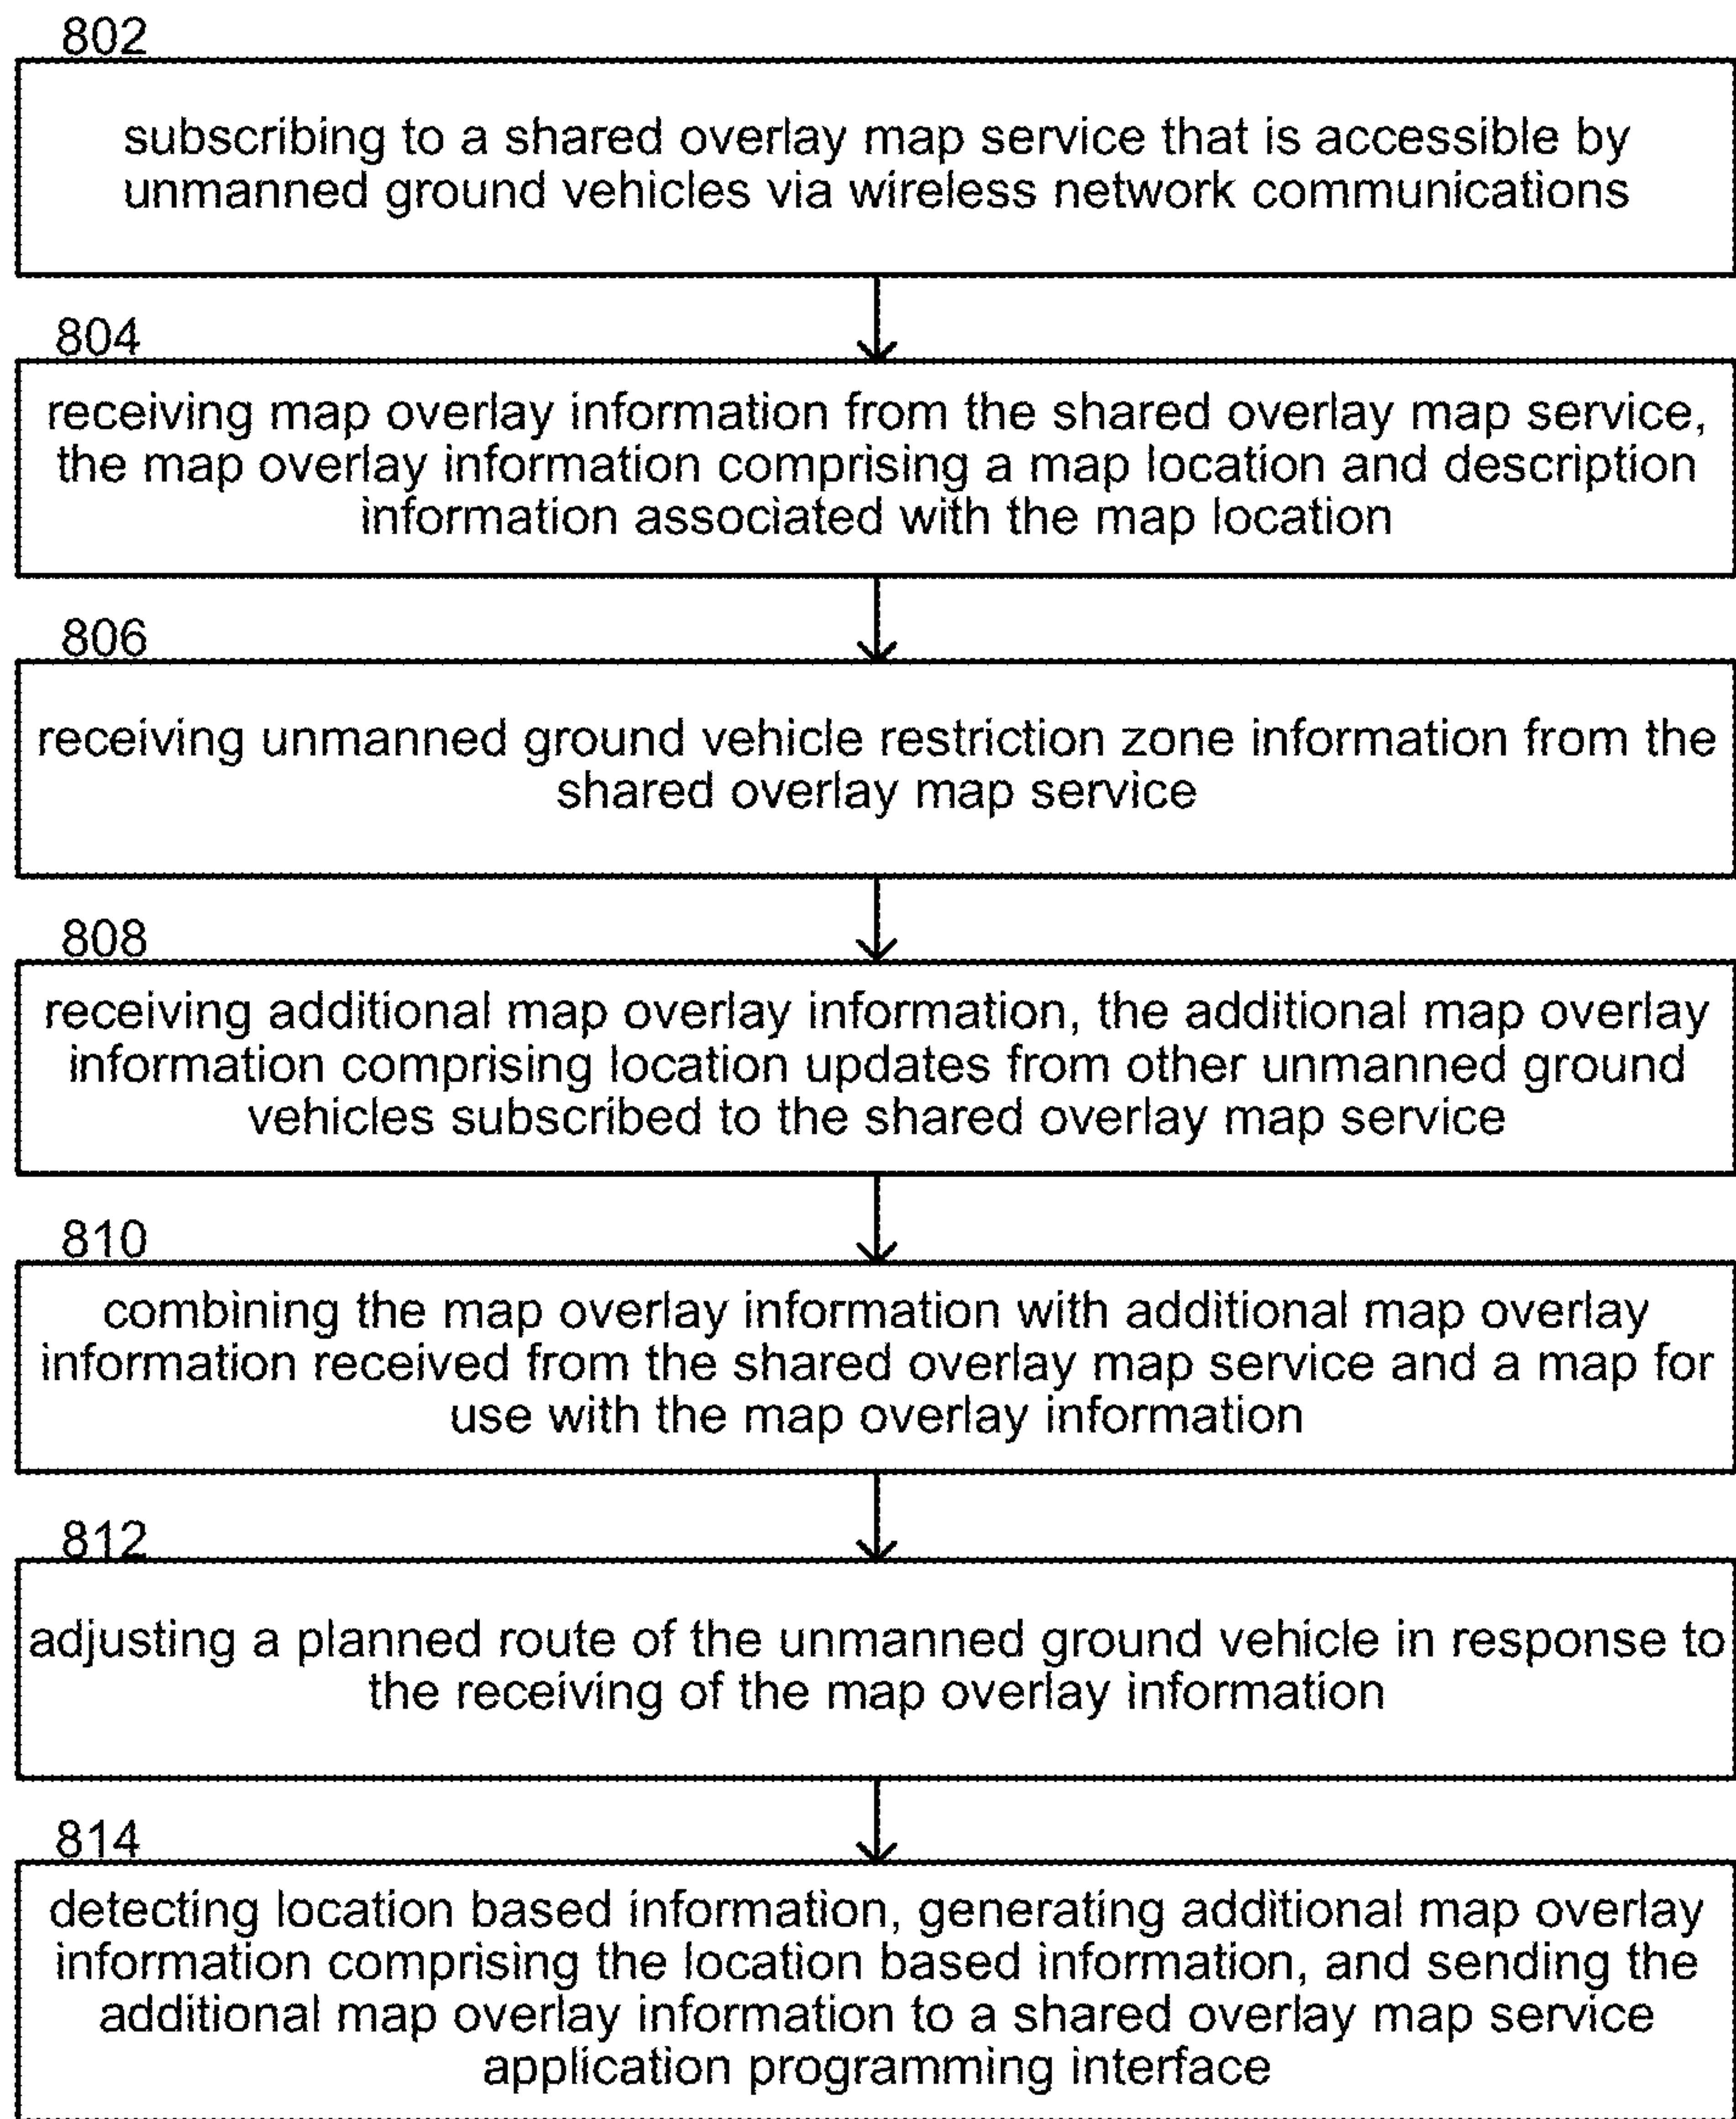 802
subscribing to a shared overlay map service that is accessible by
unmanned ground vehicles via wireless network communications
804
receiving map overlay information from the shared overlay map service,
the map overlay information comprising a map location and description
information associated with the map location
806
receiving unmanned ground vehicle restriction zone information from the
shared overlay map service
808
receiving additional map overlay information, the additional map overlay
information comprising location updates from other unmanned ground
vehicles subscribed to the shared overlay map service
810
combining the map overlay information with additional map overlay
information received from the shared overlay map service and a map for
use with the map overlay information
812
adjusting a planned route of the unmanned ground vehicle in response to
the receiving of the map overlay information
814
detecting location based information, generating additional map overlay
information comprising the location based information, and sending the
additional map overlay information to a shared overlay map service
application programming interface